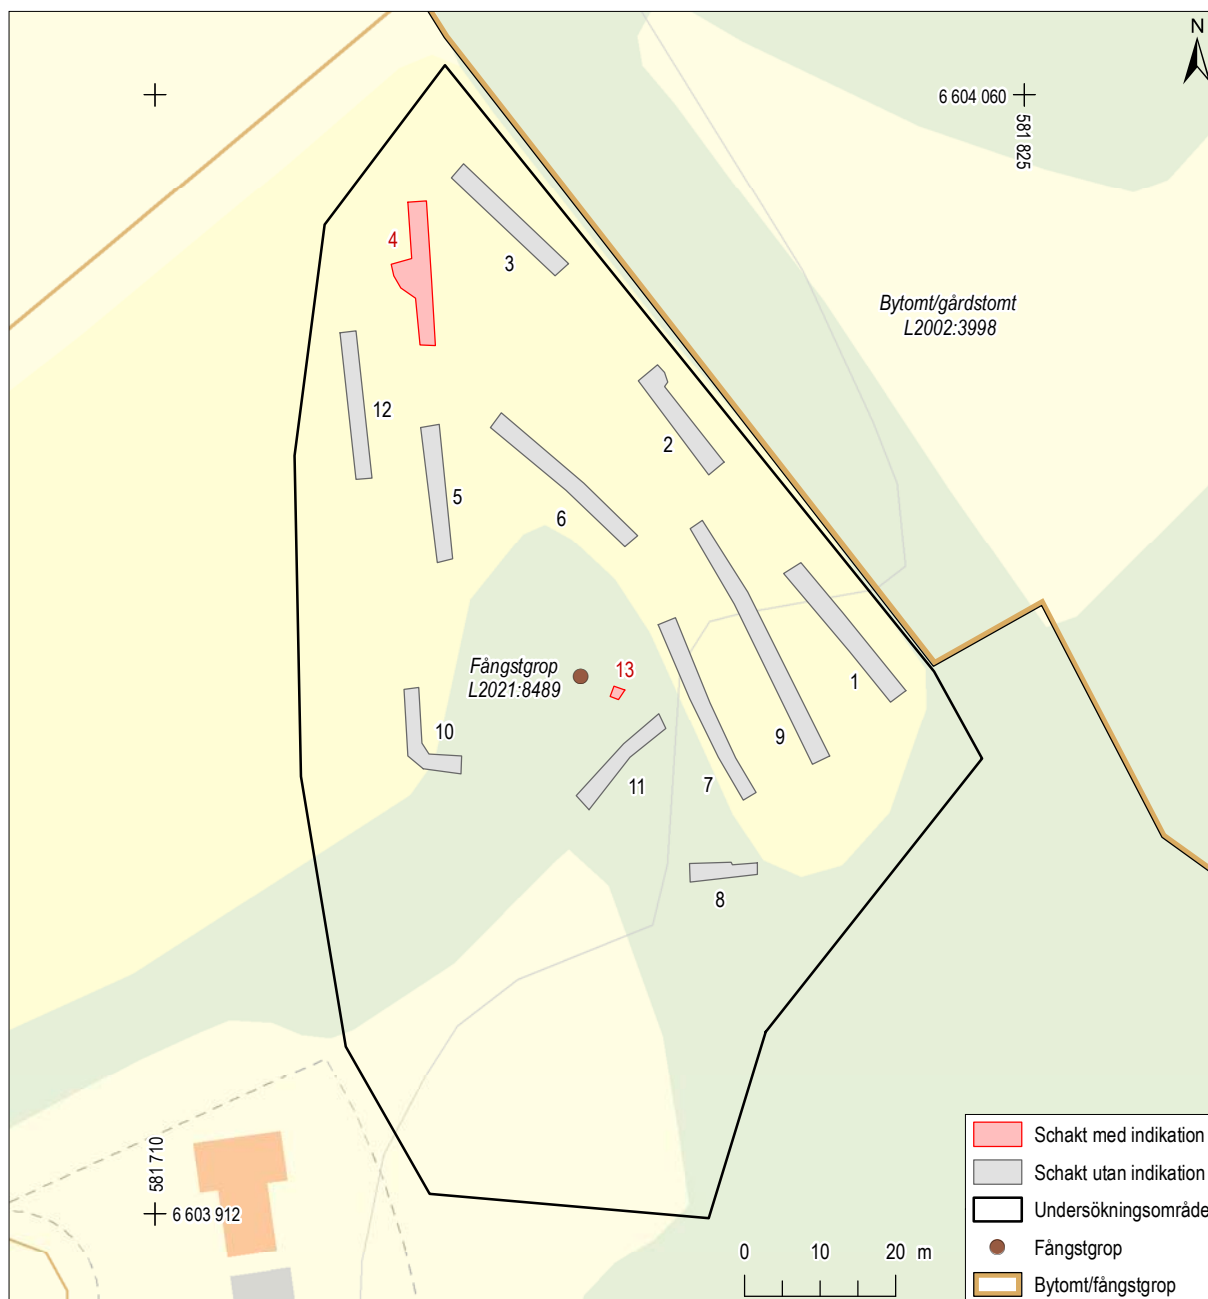 N
6 604 060
581 825
4
3
Bytomt/gårdstomt
L2002:3998
12
2
5
6
Fångstgrop
L2021:8489
13
1
10
9
11
7
8
581 710
6 603 912
0 10 20 m
Schakt med indikation
Schakt utan indikation
Undersökningsområde
Fångstgrop
Bytomt/fångstgrop